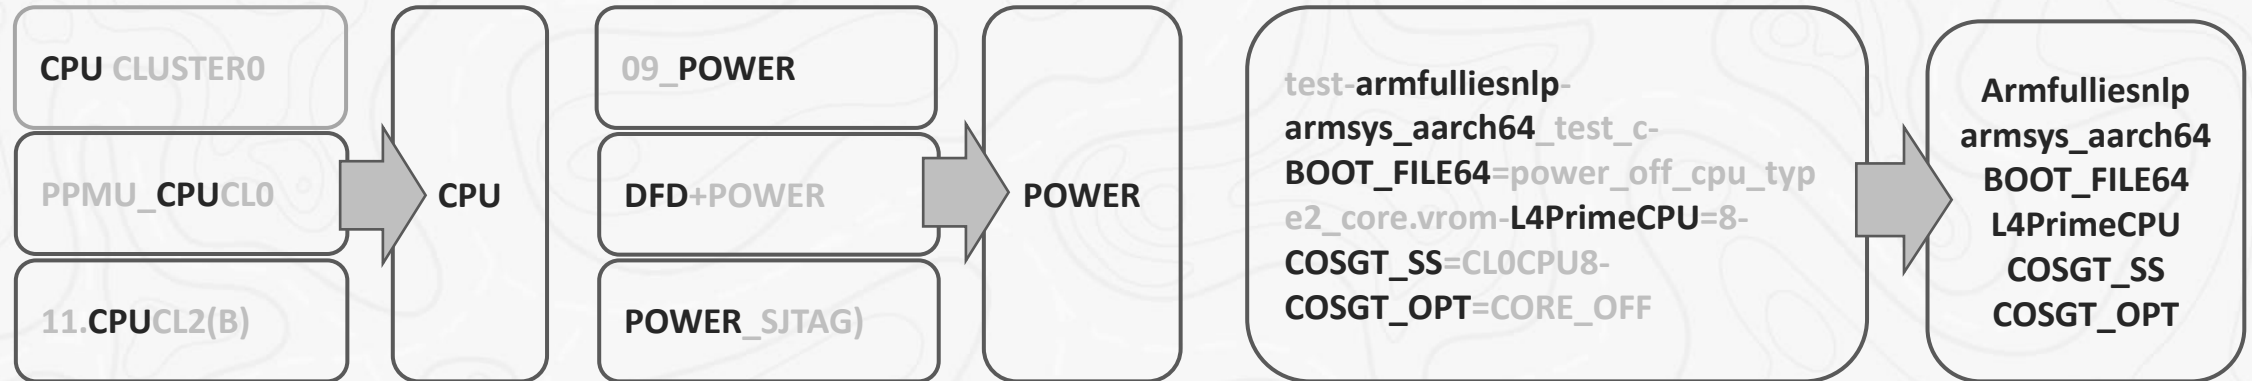 CPU CLUSTER0
PPMU_CPUCL0
11.CPUCL2(B)
CPU
09_POWER
DFD+POWER
POWER_SJTAG)
POWER
test-armfulliesnlp-
armsys_aarch64_test_c-
BOOT_FILE64=power_off_cpu_typ
e2_core.vrom-L4PrimeCPU=8-
COSGT_SS=CL0CPU8-
COSGT_OPT=CORE_OFF
Armfulliesnlp
armsys_aarch64
BOOT_FILE64
L4PrimeCPU
COSGT_SS
COSGT_OPT